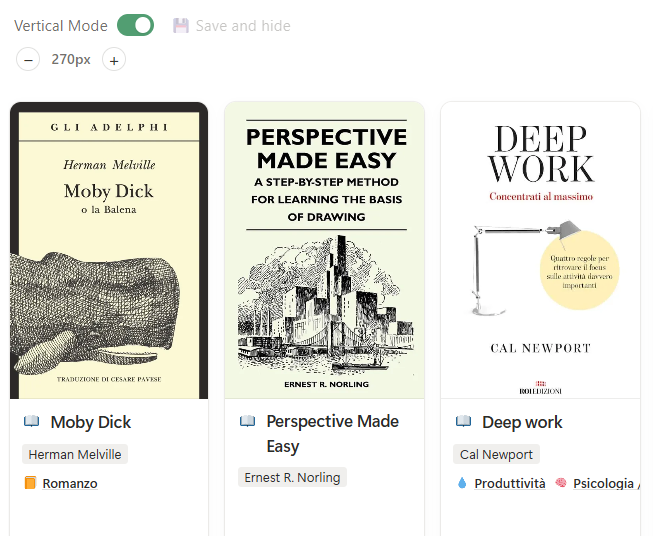 Vertical Mode
Save and hide
− 270px +
GLI ADELPHI
Herman Melville
Moby Dick
o la Balena
TRADUZIONE DI CESARE PAVESE
PERSPECTIVE
MADE EASY
A STEP-BY-STEP METHOD
FOR LEARNING THE BASIS
OF DRAWING
ERNEST R. NORLING
DEEP
WORK
Concentrati al massimo
Quattro regole per
ritrovare il focus
sulle attività davvero
importanti
CAL NEWPORT
ROI EDIZIONI
Moby Dick
Herman Melville
Romanzo
Perspective Made
Easy
Ernest R. Norling
Deep work
Cal Newport
Produttività Psicologia /